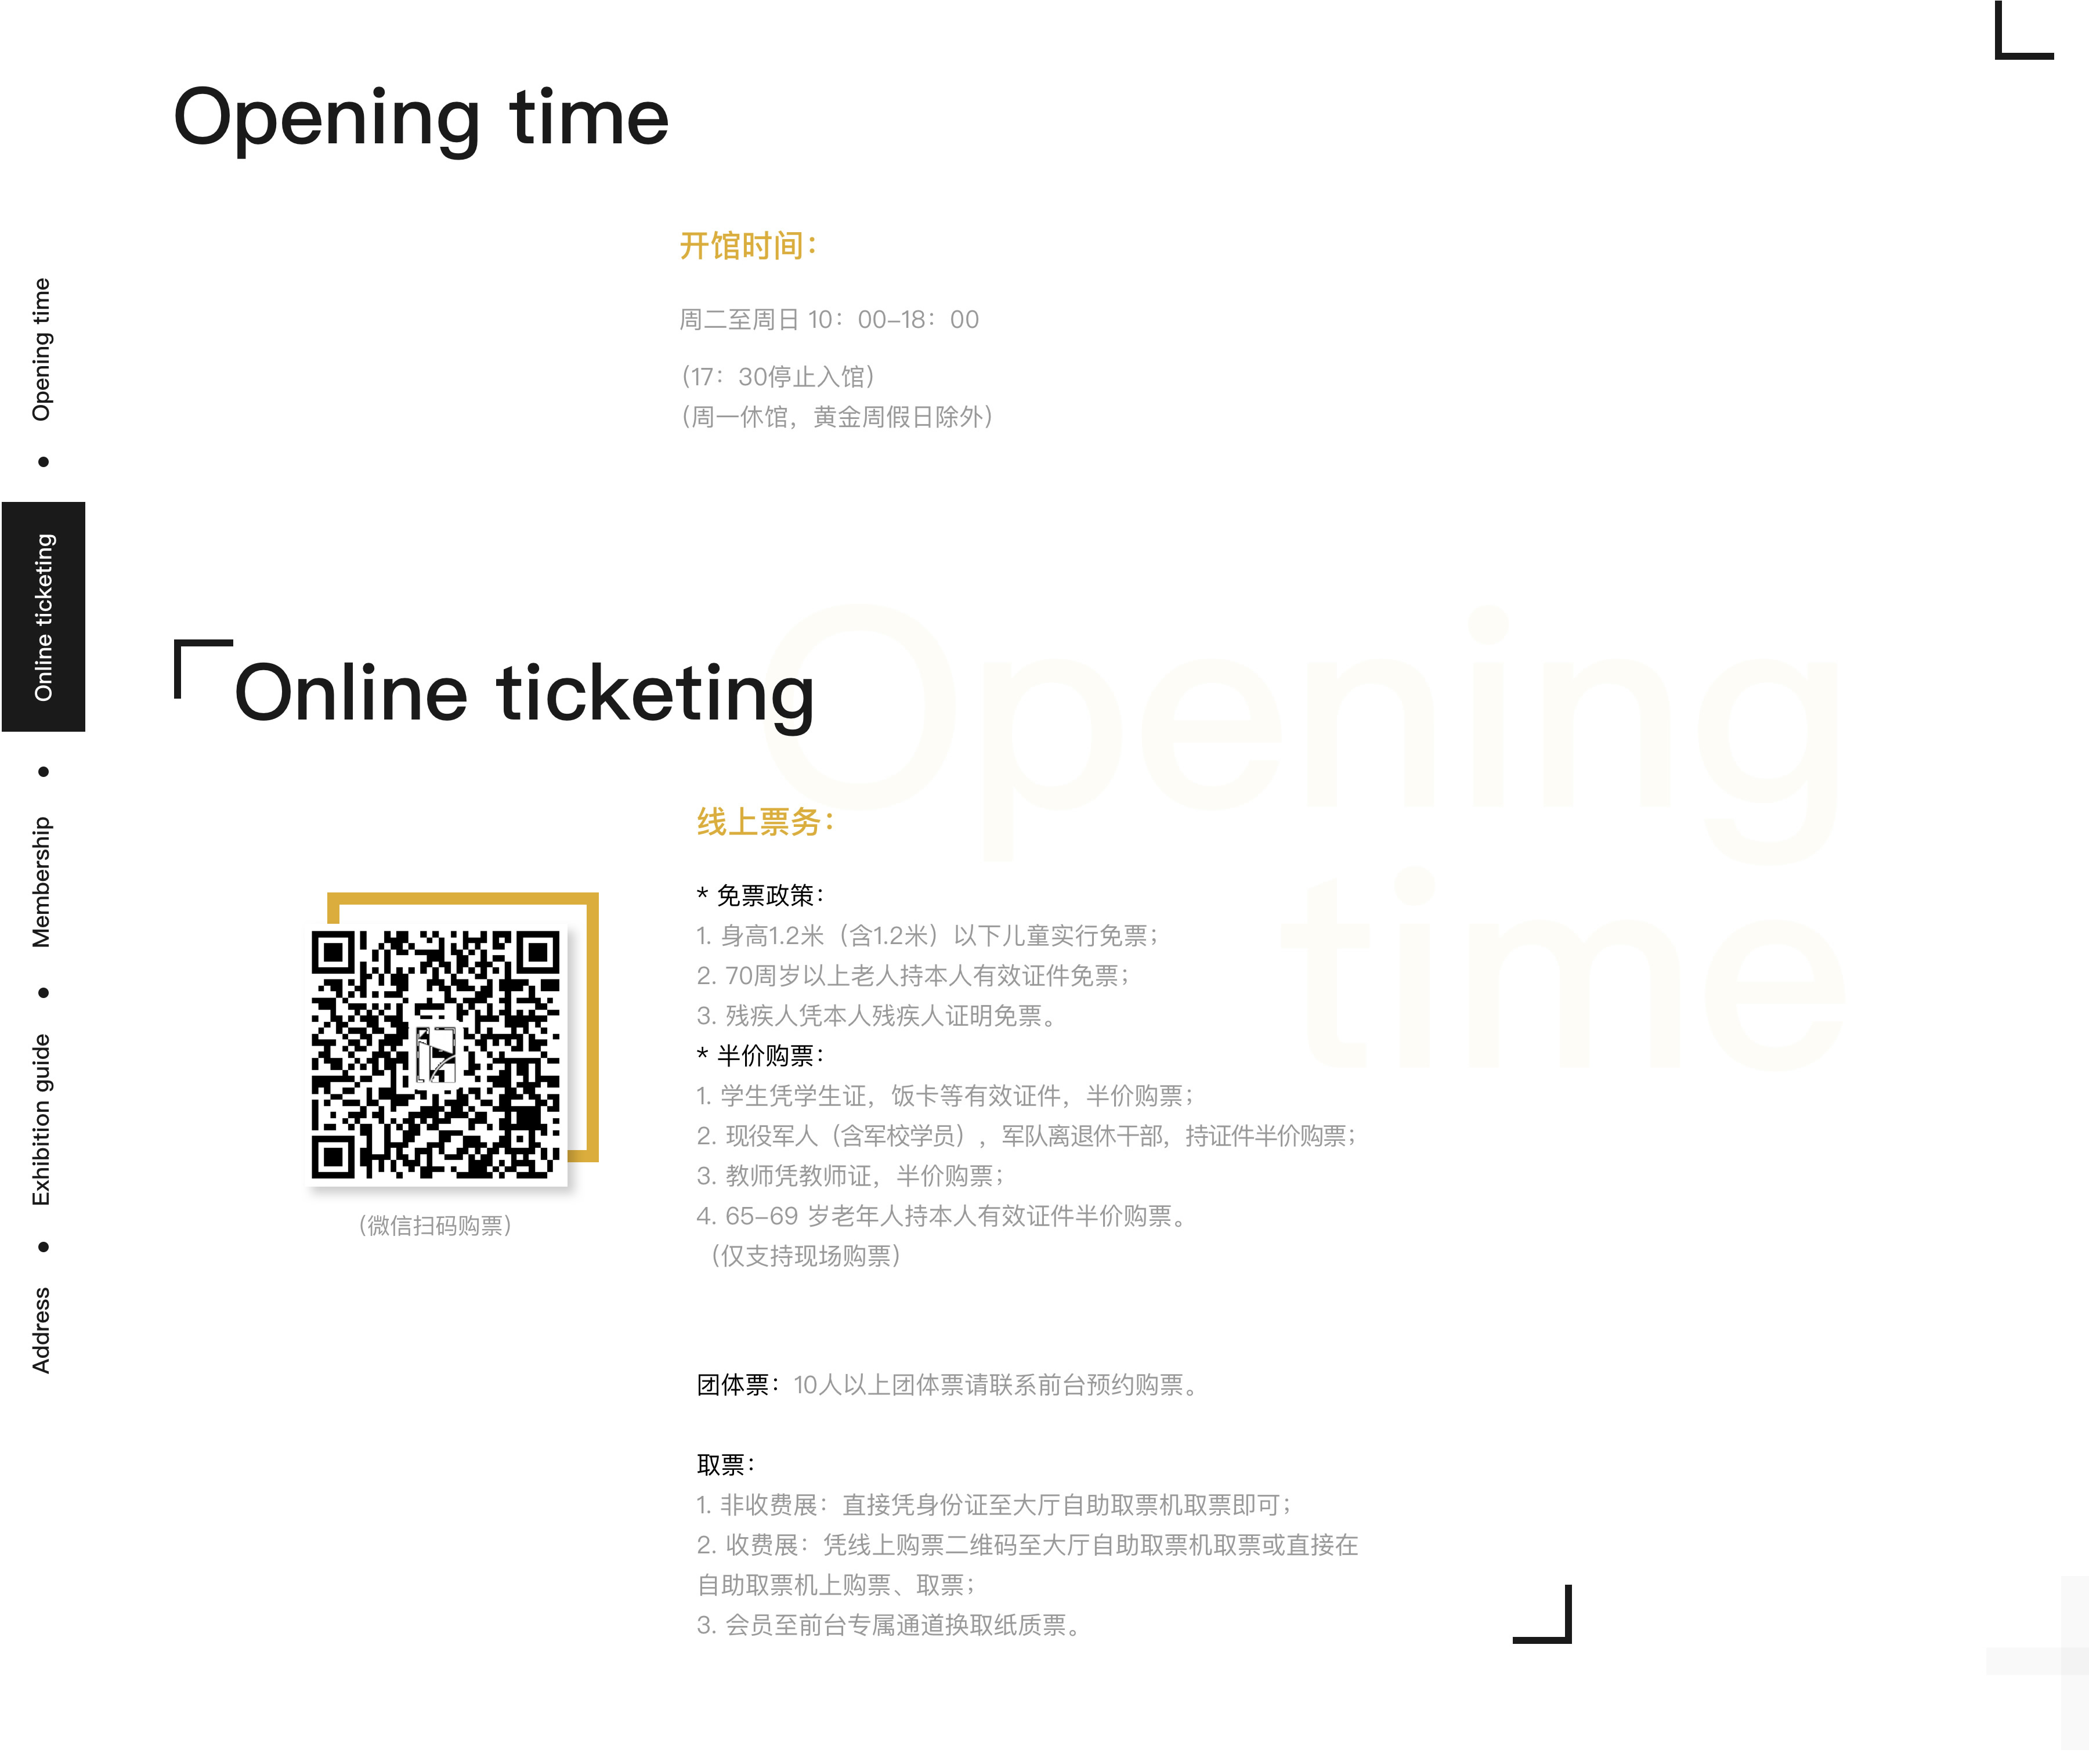 Opening time
开馆时间：
周二至周日 10：00-18：00
（17：30停止入馆）
（周一休馆，黄金周假日除外）
Opening time
Online ticketing
Membership
Exhibition guide
Address
Opening
time
Online ticketing
线上票务：
* 免票政策：
1. 身高1.2米（含1.2米）以下儿童实行免票；
2. 70周岁以上老人持本人有效证件免票；
3. 残疾人凭本人残疾人证明免票。
* 半价购票：
1. 学生凭学生证，饭卡等有效证件，半价购票；
2. 现役军人（含军校学员），军队离退休干部，持证件半价购票；
3. 教师凭教师证，半价购票；
4. 65-69 岁老年人持本人有效证件半价购票。
（仅支持现场购票）
（微信扫码购票）
团体票：10人以上团体票请联系前台预约购票。
取票：
1. 非收费展：直接凭身份证至大厅自助取票机取票即可；
2. 收费展：凭线上购票二维码至大厅自助取票机取票或直接在
自助取票机上购票、取票；
3. 会员至前台专属通道换取纸质票。